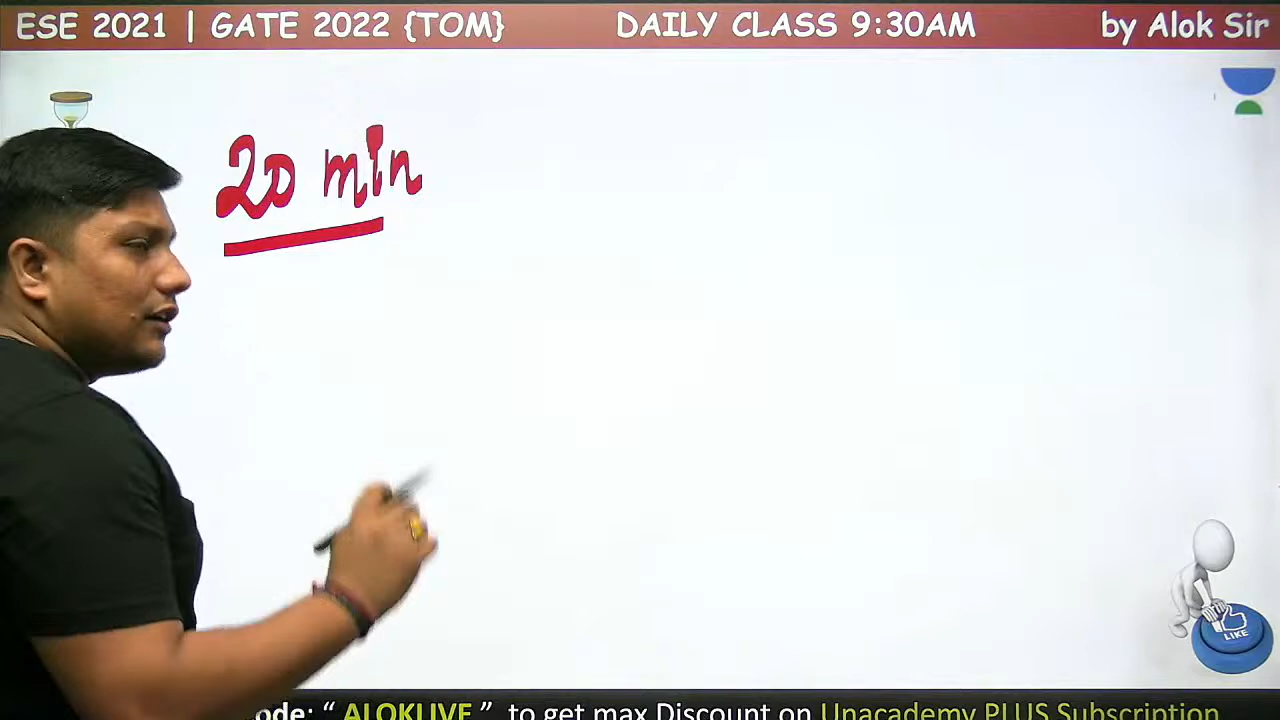 ESE 2021 | GATE 2022 {TOM} DAILY CLASS 9:30AM by Alok Sir
20 min
LIKE
ode: “ ALOKLIVE ” to get max Discount on Unacademy PLUS Subscription